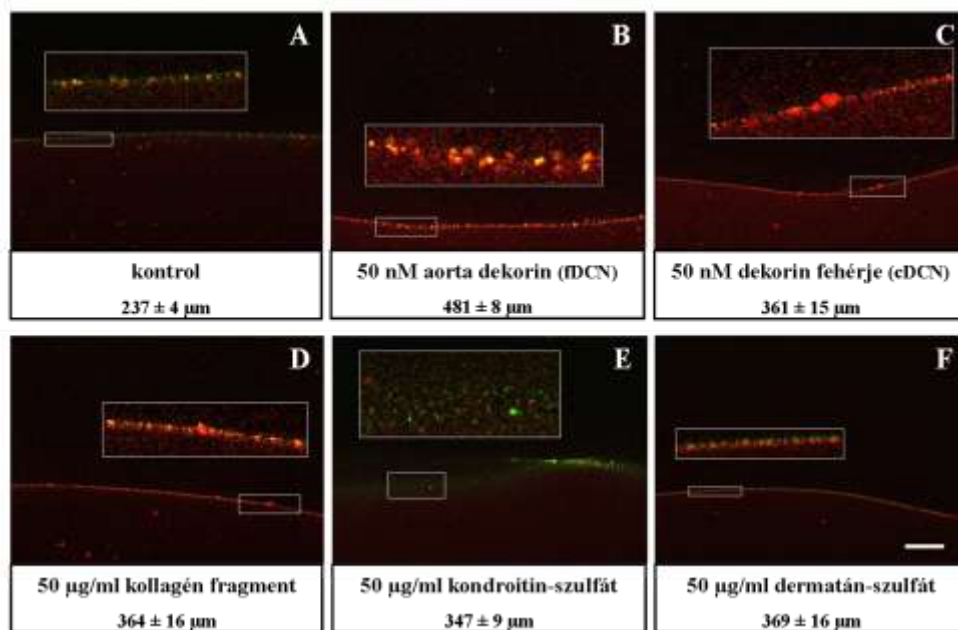 A
B
C
kontrol
237 ± 4 µm
50 nM aorta dekorin (fDCN)
481 ± 8 µm
50 nM dekorin fehérje (cDCN)
361 ± 15 µm
D
E
F
50 µg/ml kollagén fragment
364 ± 16 µm
50 µg/ml kondroitin-szulfát
347 ± 9 µm
50 µg/ml dermatán-szulfát
369 ± 16 µm